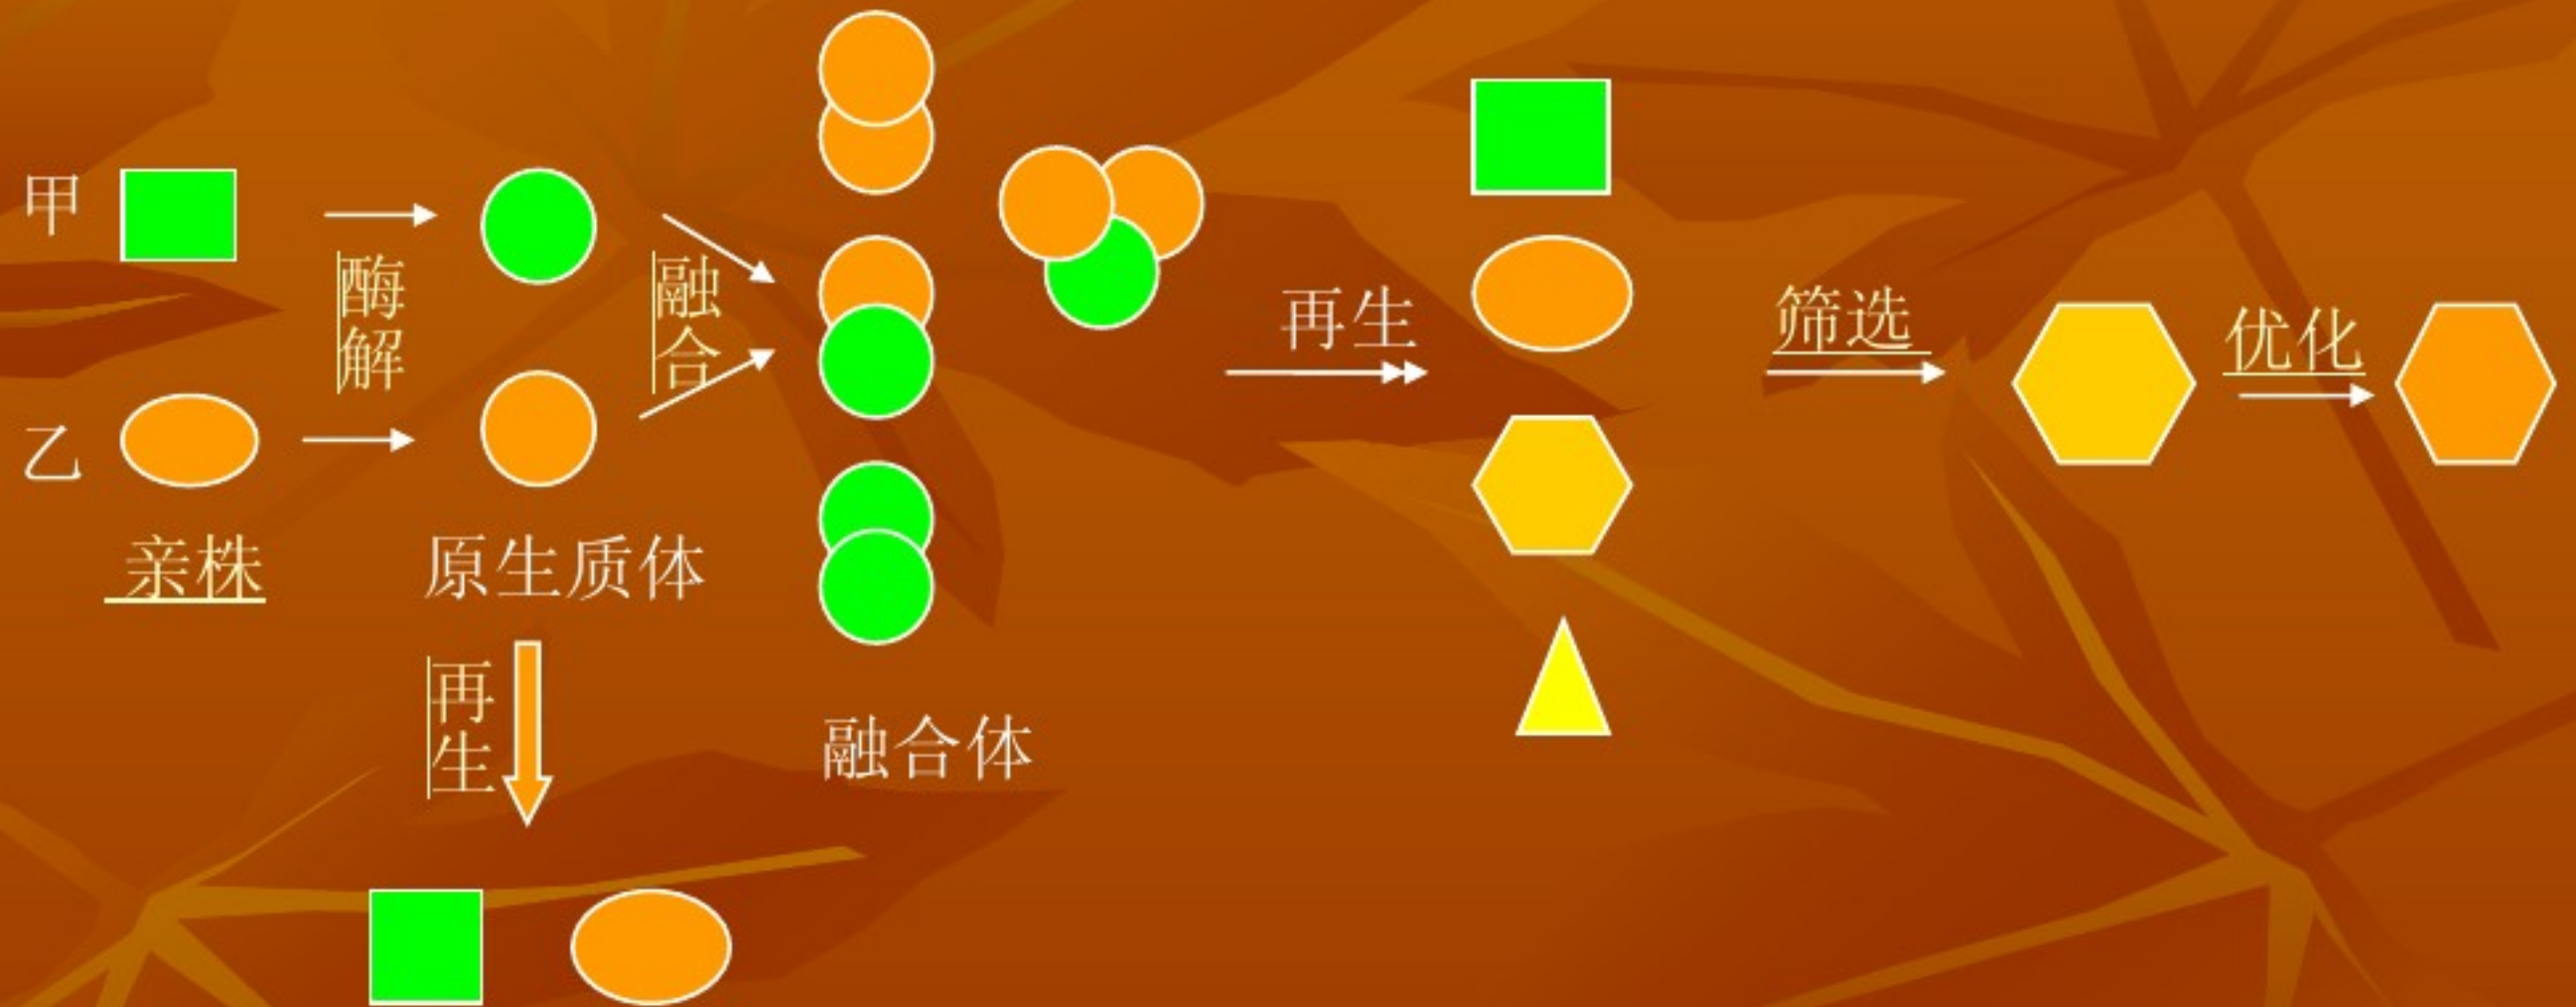 甲
酶解
融合
再生
筛选
优化
乙
亲株
原生质体
再生
融合体